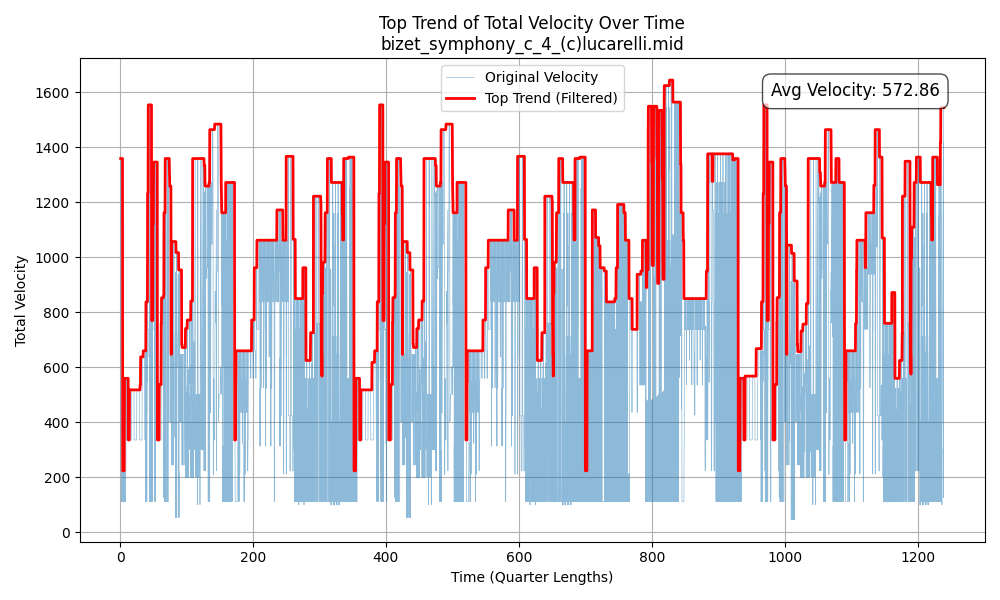 Top Trend of Total Velocity Over Time
bizet_symphony_c_4_(c)lucarelli.mid
Original Velocity
Top Trend (Filtered)
Avg Velocity: 572.86
Total Velocity
1600
1400
1200
1000
800
600
400
200
0
0 200 400 600 800 1000 1200
Time (Quarter Lengths)